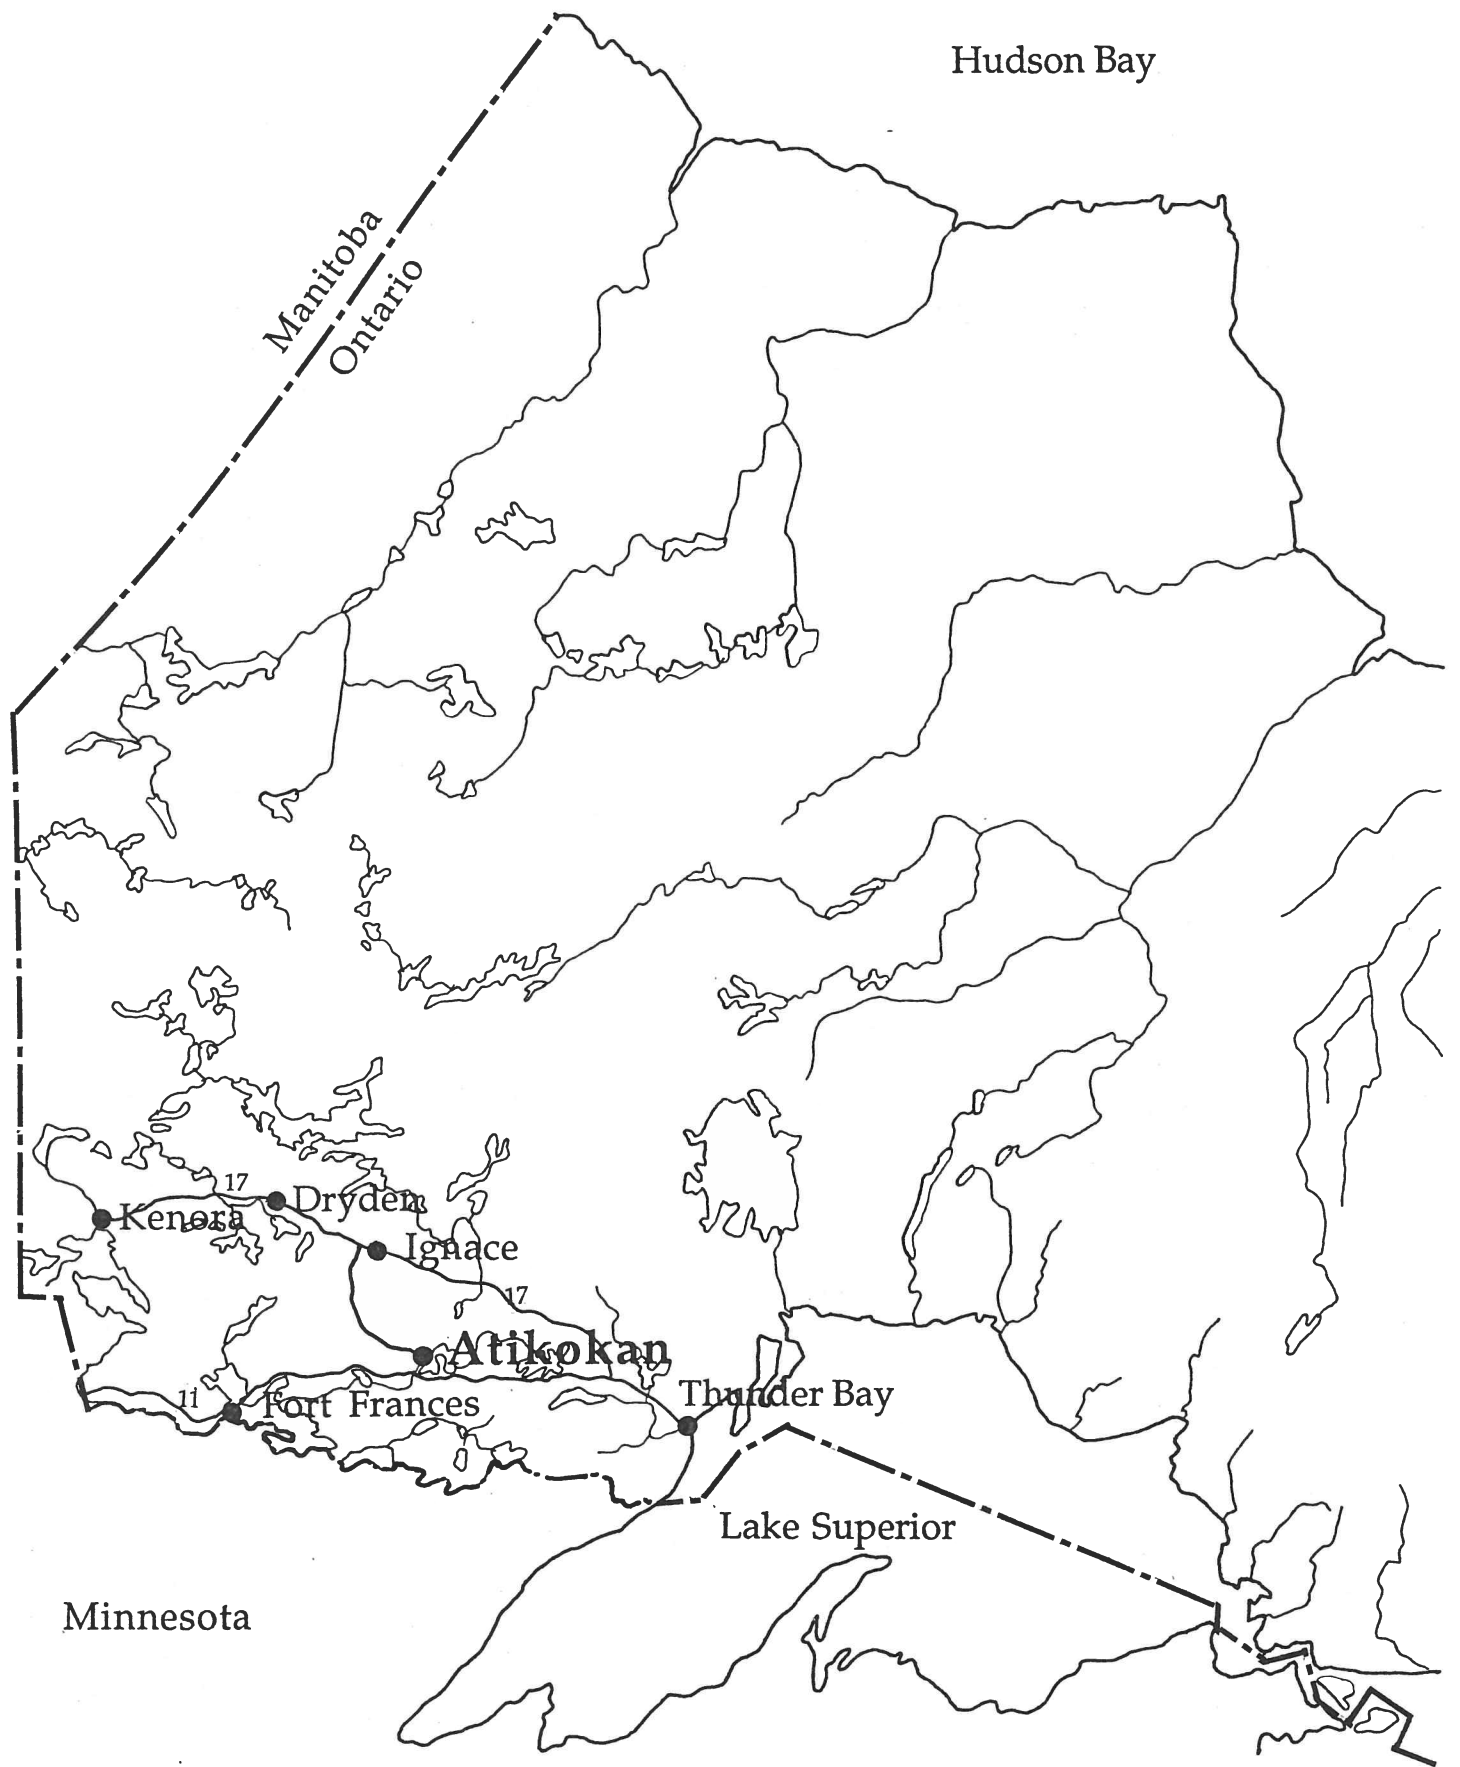 Hudson Bay
Manitoba
Ontario
17
Dryden
Kenora
Ignace
17
Atikokan
11
Fort Frances
Thunder Bay
Lake Superior
Minnesota